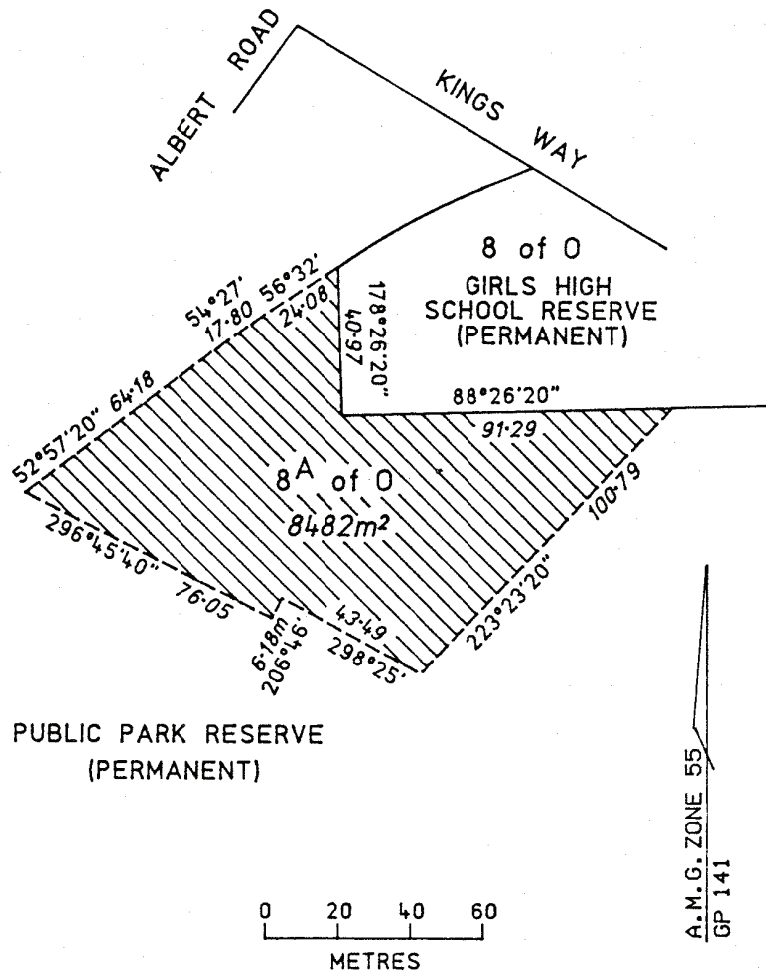 ALBERT ROAD
KINGS WAY
8 of O
GIRLS HIGH
SCHOOL RESERVE
(PERMANENT)
54°27'
17·80
56°32'
24·08
178°26'20"
40·97
88°26'20"
91·29
52°57'20"
64·18
8A of O
8482m²
100·79
223°23'20"
296°45'40"
76·05
6·18m
206°46'
43·49
298°25'
PUBLIC PARK RESERVE
(PERMANENT)
A.M.G. ZONE 55
GP 141
0 20 40 60
METRES